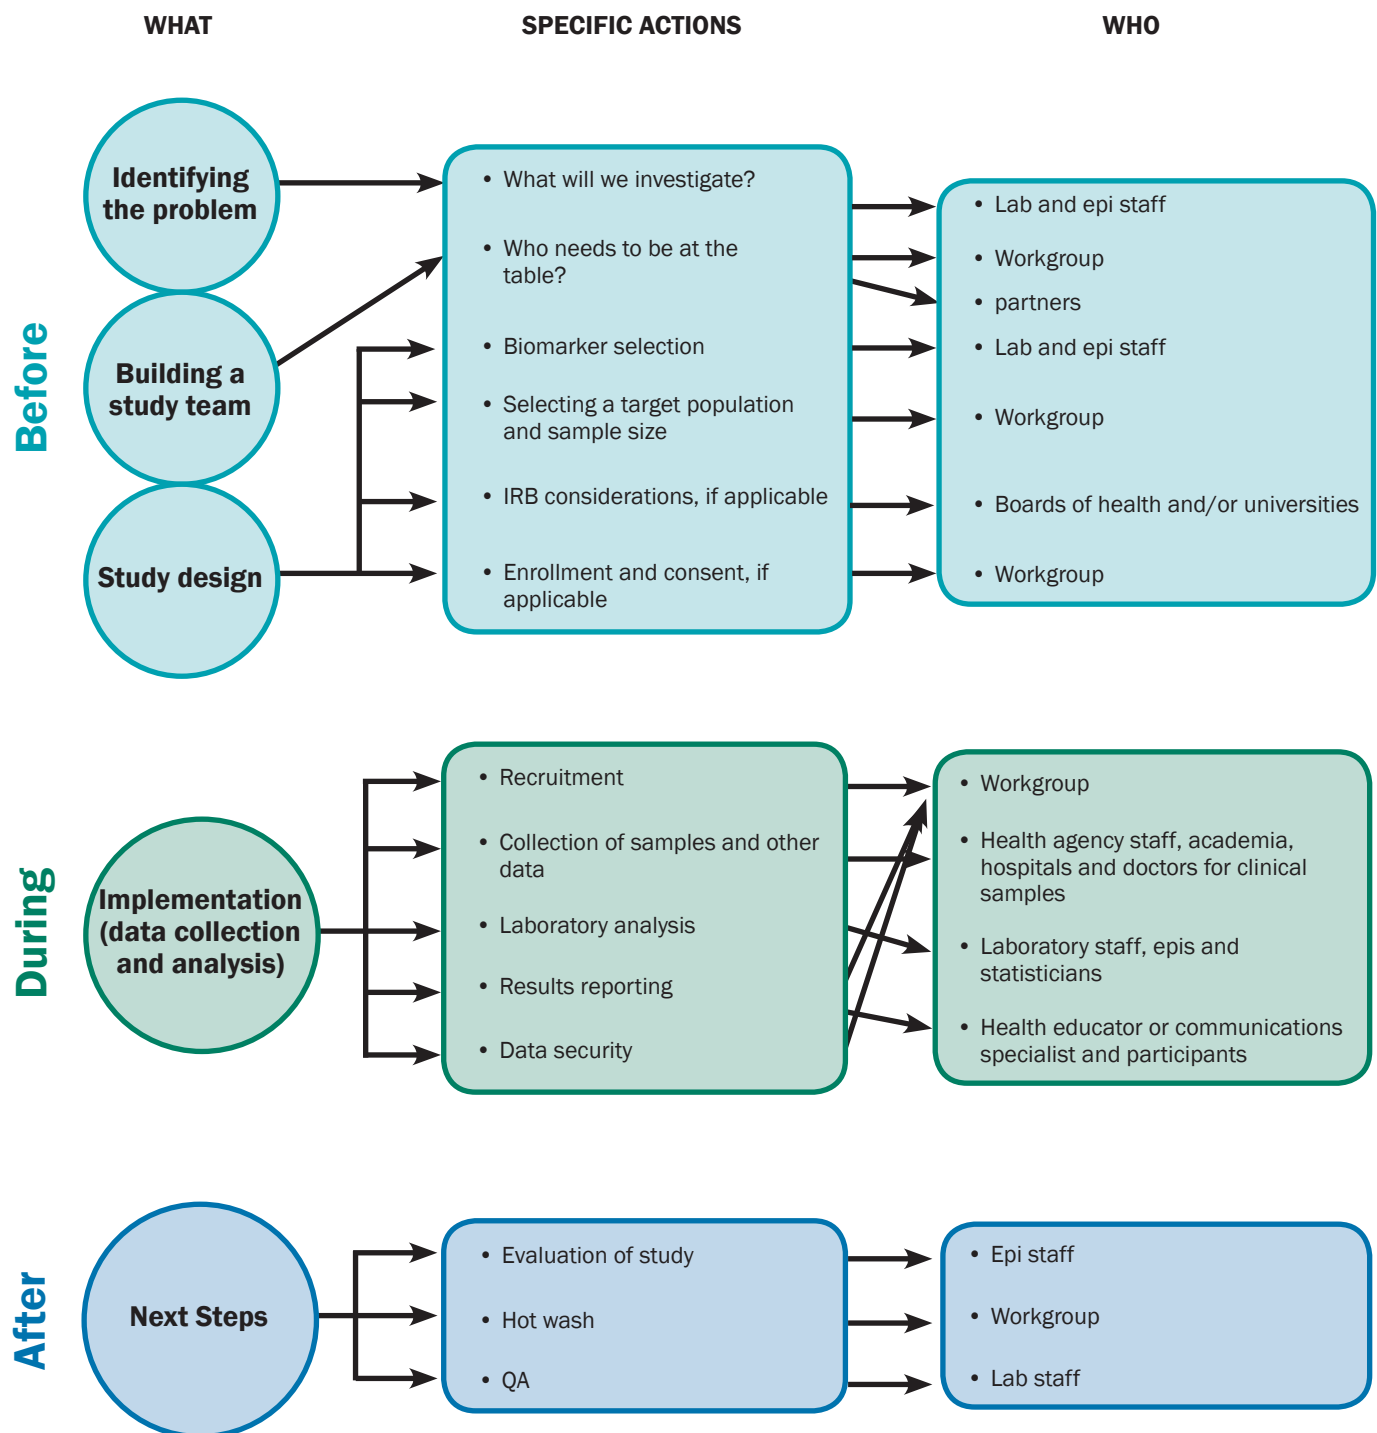 WHAT
SPECIFIC ACTIONS
WHO
Before
Identifying
the problem
Building a
study team
Study design
• What will we investigate?
• Who needs to be at the
table?
• Biomarker selection
• Selecting a target population
and sample size
• IRB considerations, if applicable
• Enrollment and consent, if
applicable
• Lab and epi staff
• Workgroup
• partners
• Lab and epi staff
• Workgroup
• Boards of health and/or universities
• Workgroup
During
Implementation
(data collection
and analysis)
• Recruitment
• Collection of samples and other
data
• Laboratory analysis
• Results reporting
• Data security
• Workgroup
• Health agency staff, academia,
hospitals and doctors for clinical
samples
• Laboratory staff, epis and
statisticians
• Health educator or communications
specialist and participants
After
Next Steps
• Evaluation of study
• Hot wash
• QA
• Epi staff
• Workgroup
• Lab staff